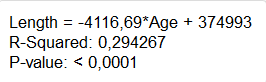 Length = -4116,69*Age + 374993
R-Squared: 0,294267
P-value: < 0,0001